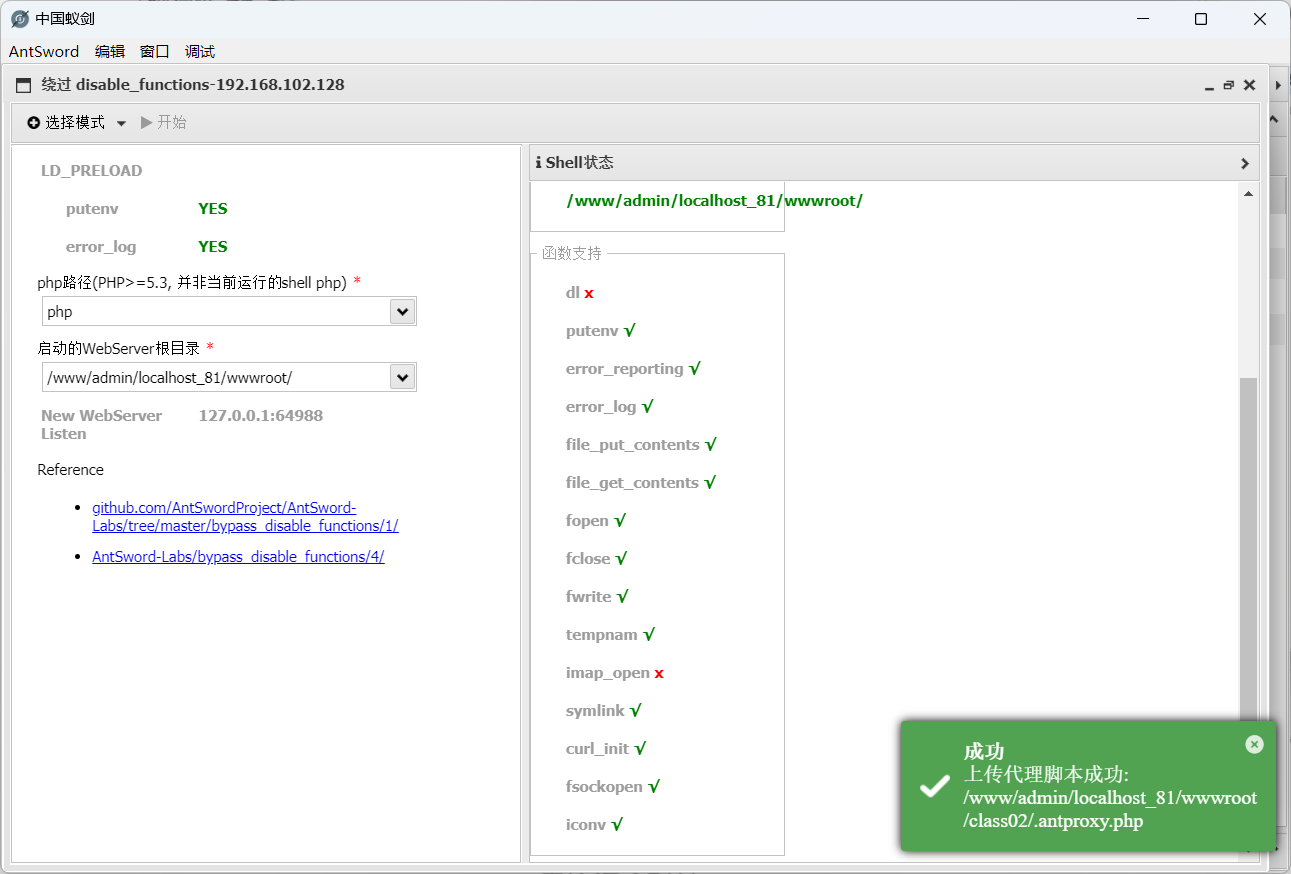 中国蚁剑
AntSword 编辑 窗口 调试
绕过 disable_functions-192.168.102.128
选择模式 开始
LD_PRELOAD
putenv YES
error_log YES
php路径(PHP>=5.3, 并非当前运行的shell php) *
php
启动的WebServer根目录 *
/www/admin/localhost_81/wwwroot/
New WebServer 127.0.0.1:64988
Listen
Reference
github.com/AntSwordProject/AntSword-
Labs/tree/master/bypass_disable_functions/1/
AntSword-Labs/bypass_disable_functions/4/
Shell状态
/www/admin/localhost_81/wwwroot/
函数支持
dl x
putenv √
error_reporting √
error_log √
file_put_contents √
file_get_contents √
fopen √
fclose √
fwrite √
tempnam √
imap_open x
symlink √
curl_init √
fsockopen √
iconv √
成功
上传代理脚本成功:
/www/admin/localhost_81/wwwroot
/class02/.antproxy.php